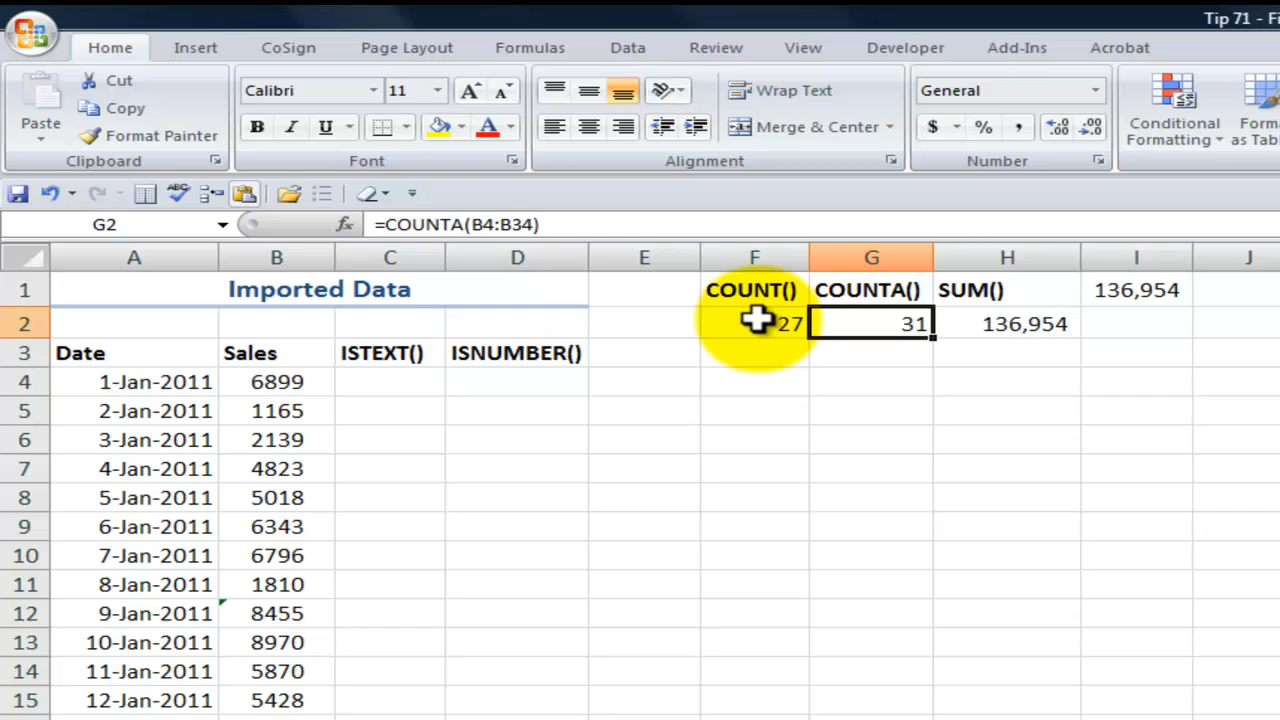 Tip 71 - Fi
Home Insert CoSign Page Layout Formulas Data Review View Developer Add-Ins Acrobat
Paste
Cut
Copy
Format Painter
Clipboard
Calibri 11
B I U A
Font
Wrap Text
Merge & Center
Alignment
General
$ % ,
Number
Conditional Formatting
Forma
as Tab
G2 fx =COUNTA(B4:B34)
A B C D E F G H I J
1 Imported Data COUNT() COUNTA() SUM() 136,954
2 27 31 136,954
3 Date Sales ISTEXT() ISNUMBER()
4 1-Jan-2011 6899
5 2-Jan-2011 1165
6 3-Jan-2011 2139
7 4-Jan-2011 4823
8 5-Jan-2011 5018
9 6-Jan-2011 6343
10 7-Jan-2011 6796
11 8-Jan-2011 1810
12 9-Jan-2011 8455
13 10-Jan-2011 8970
14 11-Jan-2011 5870
15 12-Jan-2011 5428